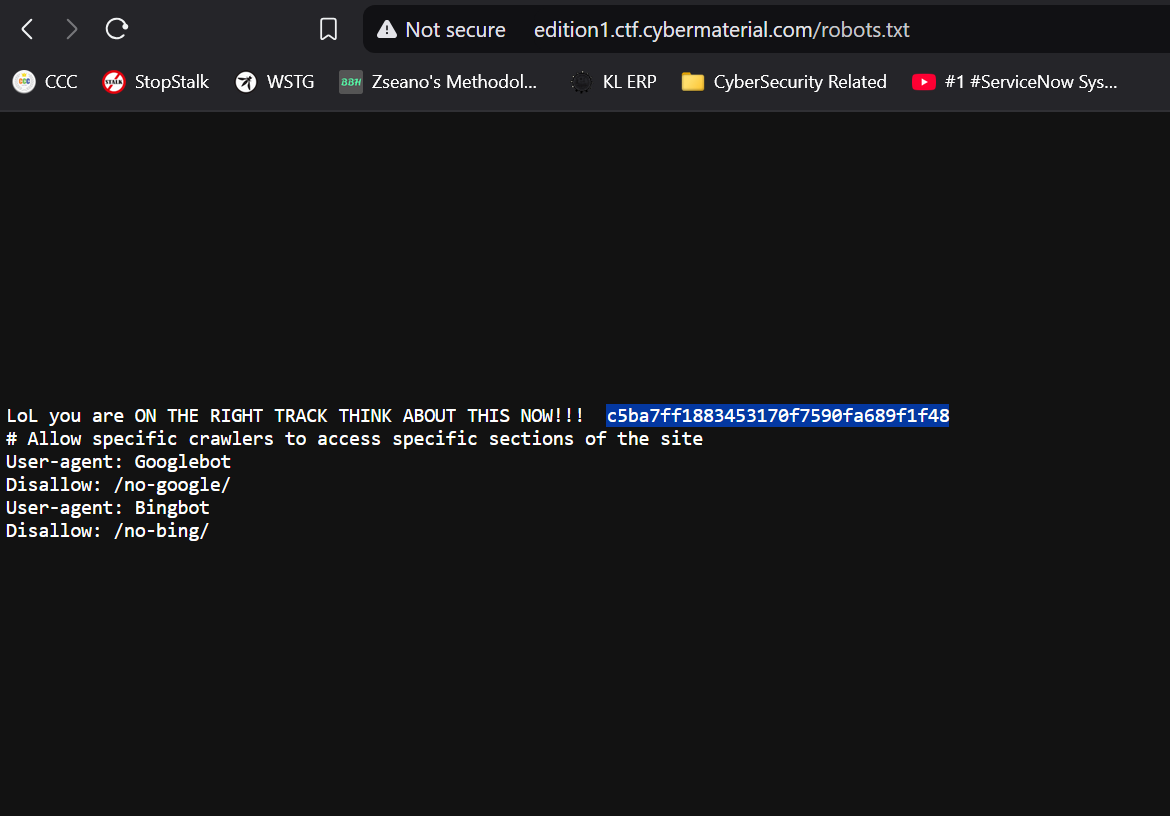 Not secure edition1.ctf.cybermaterial.com/robots.txt
CCC StopStalk WSTG BBH Zseano's Methodol... KL ERP CyberSecurity Related #1 #ServiceNow Sys...
LoL you are ON THE RIGHT TRACK THINK ABOUT THIS NOW!!! c5ba7ff1883453170f7590fa689f1f48
# Allow specific crawlers to access specific sections of the site
User-agent: Googlebot
Disallow: /no-google/
User-agent: Bingbot
Disallow: /no-bing/